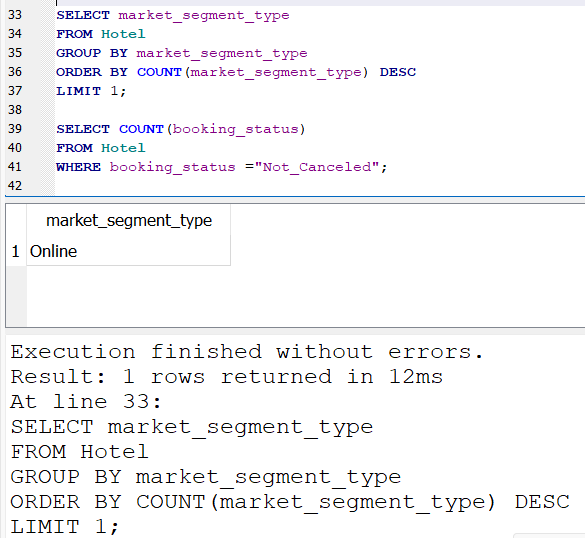 33 SELECT market_segment_type
34 FROM Hotel
35 GROUP BY market_segment_type
36 ORDER BY COUNT(market_segment_type) DESC
37 LIMIT 1;
38
39 SELECT COUNT(booking_status)
40 FROM Hotel
41 WHERE booking_status ="Not_Canceled";
42
market_segment_type
1 Online
Execution finished without errors.
Result: 1 rows returned in 12ms
At line 33:
SELECT market_segment_type
FROM Hotel
GROUP BY market_segment_type
ORDER BY COUNT(market_segment_type) DESC
LIMIT 1;